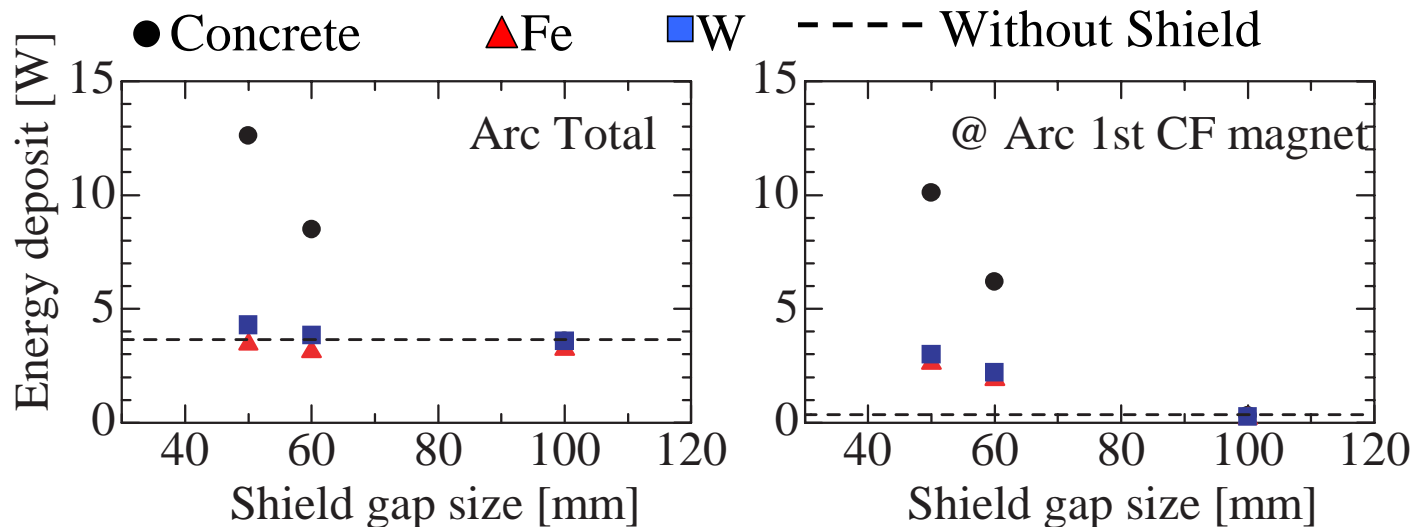 Concrete Fe W Without Shield
Energy deposit [W]
15
10
5
0
Arc Total
40 60 80 100 120
Shield gap size [mm]
15
10
5
0
@ Arc 1st CF magnet
40 60 80 100 120
Shield gap size [mm]